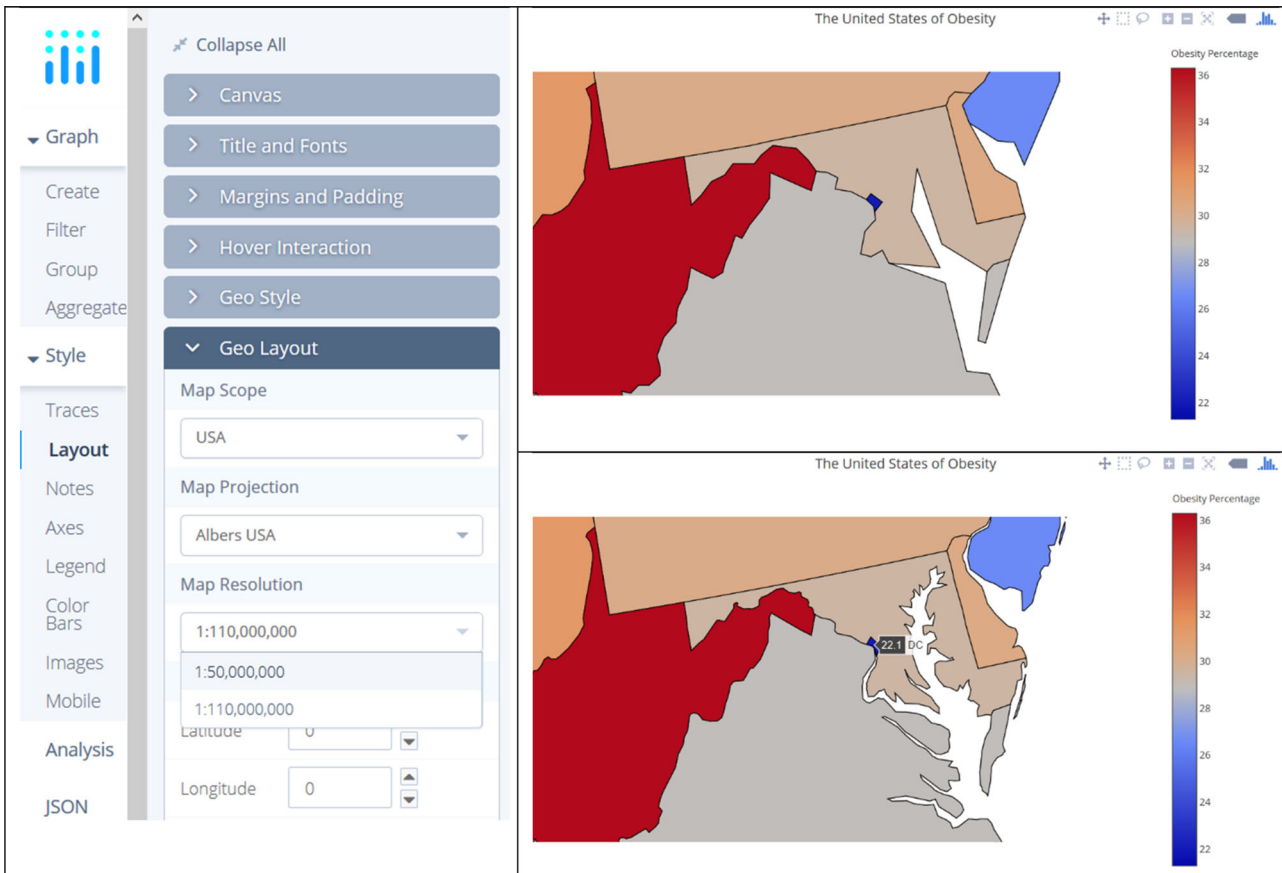 Collapse All
Canvas
Title and Fonts
Margins and Padding
Hover Interaction
Geo Style
Geo Layout
Map Scope
USA
Map Projection
Albers USA
Map Resolution
1:110,000,000
1:50,000,000
1:110,000,000
Latitude 0
Longitude 0
Graph
Create
Filter
Group
Aggregate
Style
Traces
Layout
Notes
Axes
Legend
Color
Bars
Images
Mobile
Analysis
JSON
The United States of Obesity
Obesity Percentage
36
34
32
30
28
26
24
22
The United States of Obesity
Obesity Percentage
36
34
32
30
28
26
24
22
22.1 DC